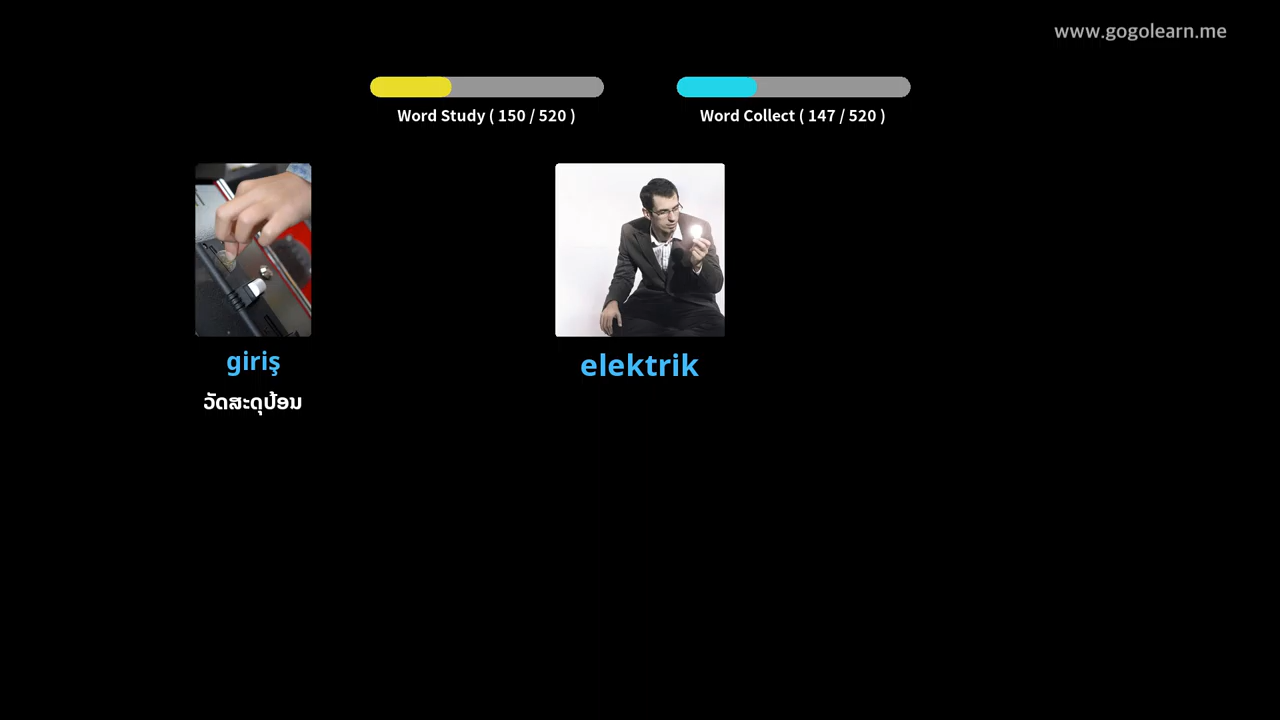 www.gogolearn.me
Word Study ( 150 / 520 )
Word Collect ( 147 / 520 )
giriş
ວັດສະດຸປ້ອນ
elektrik